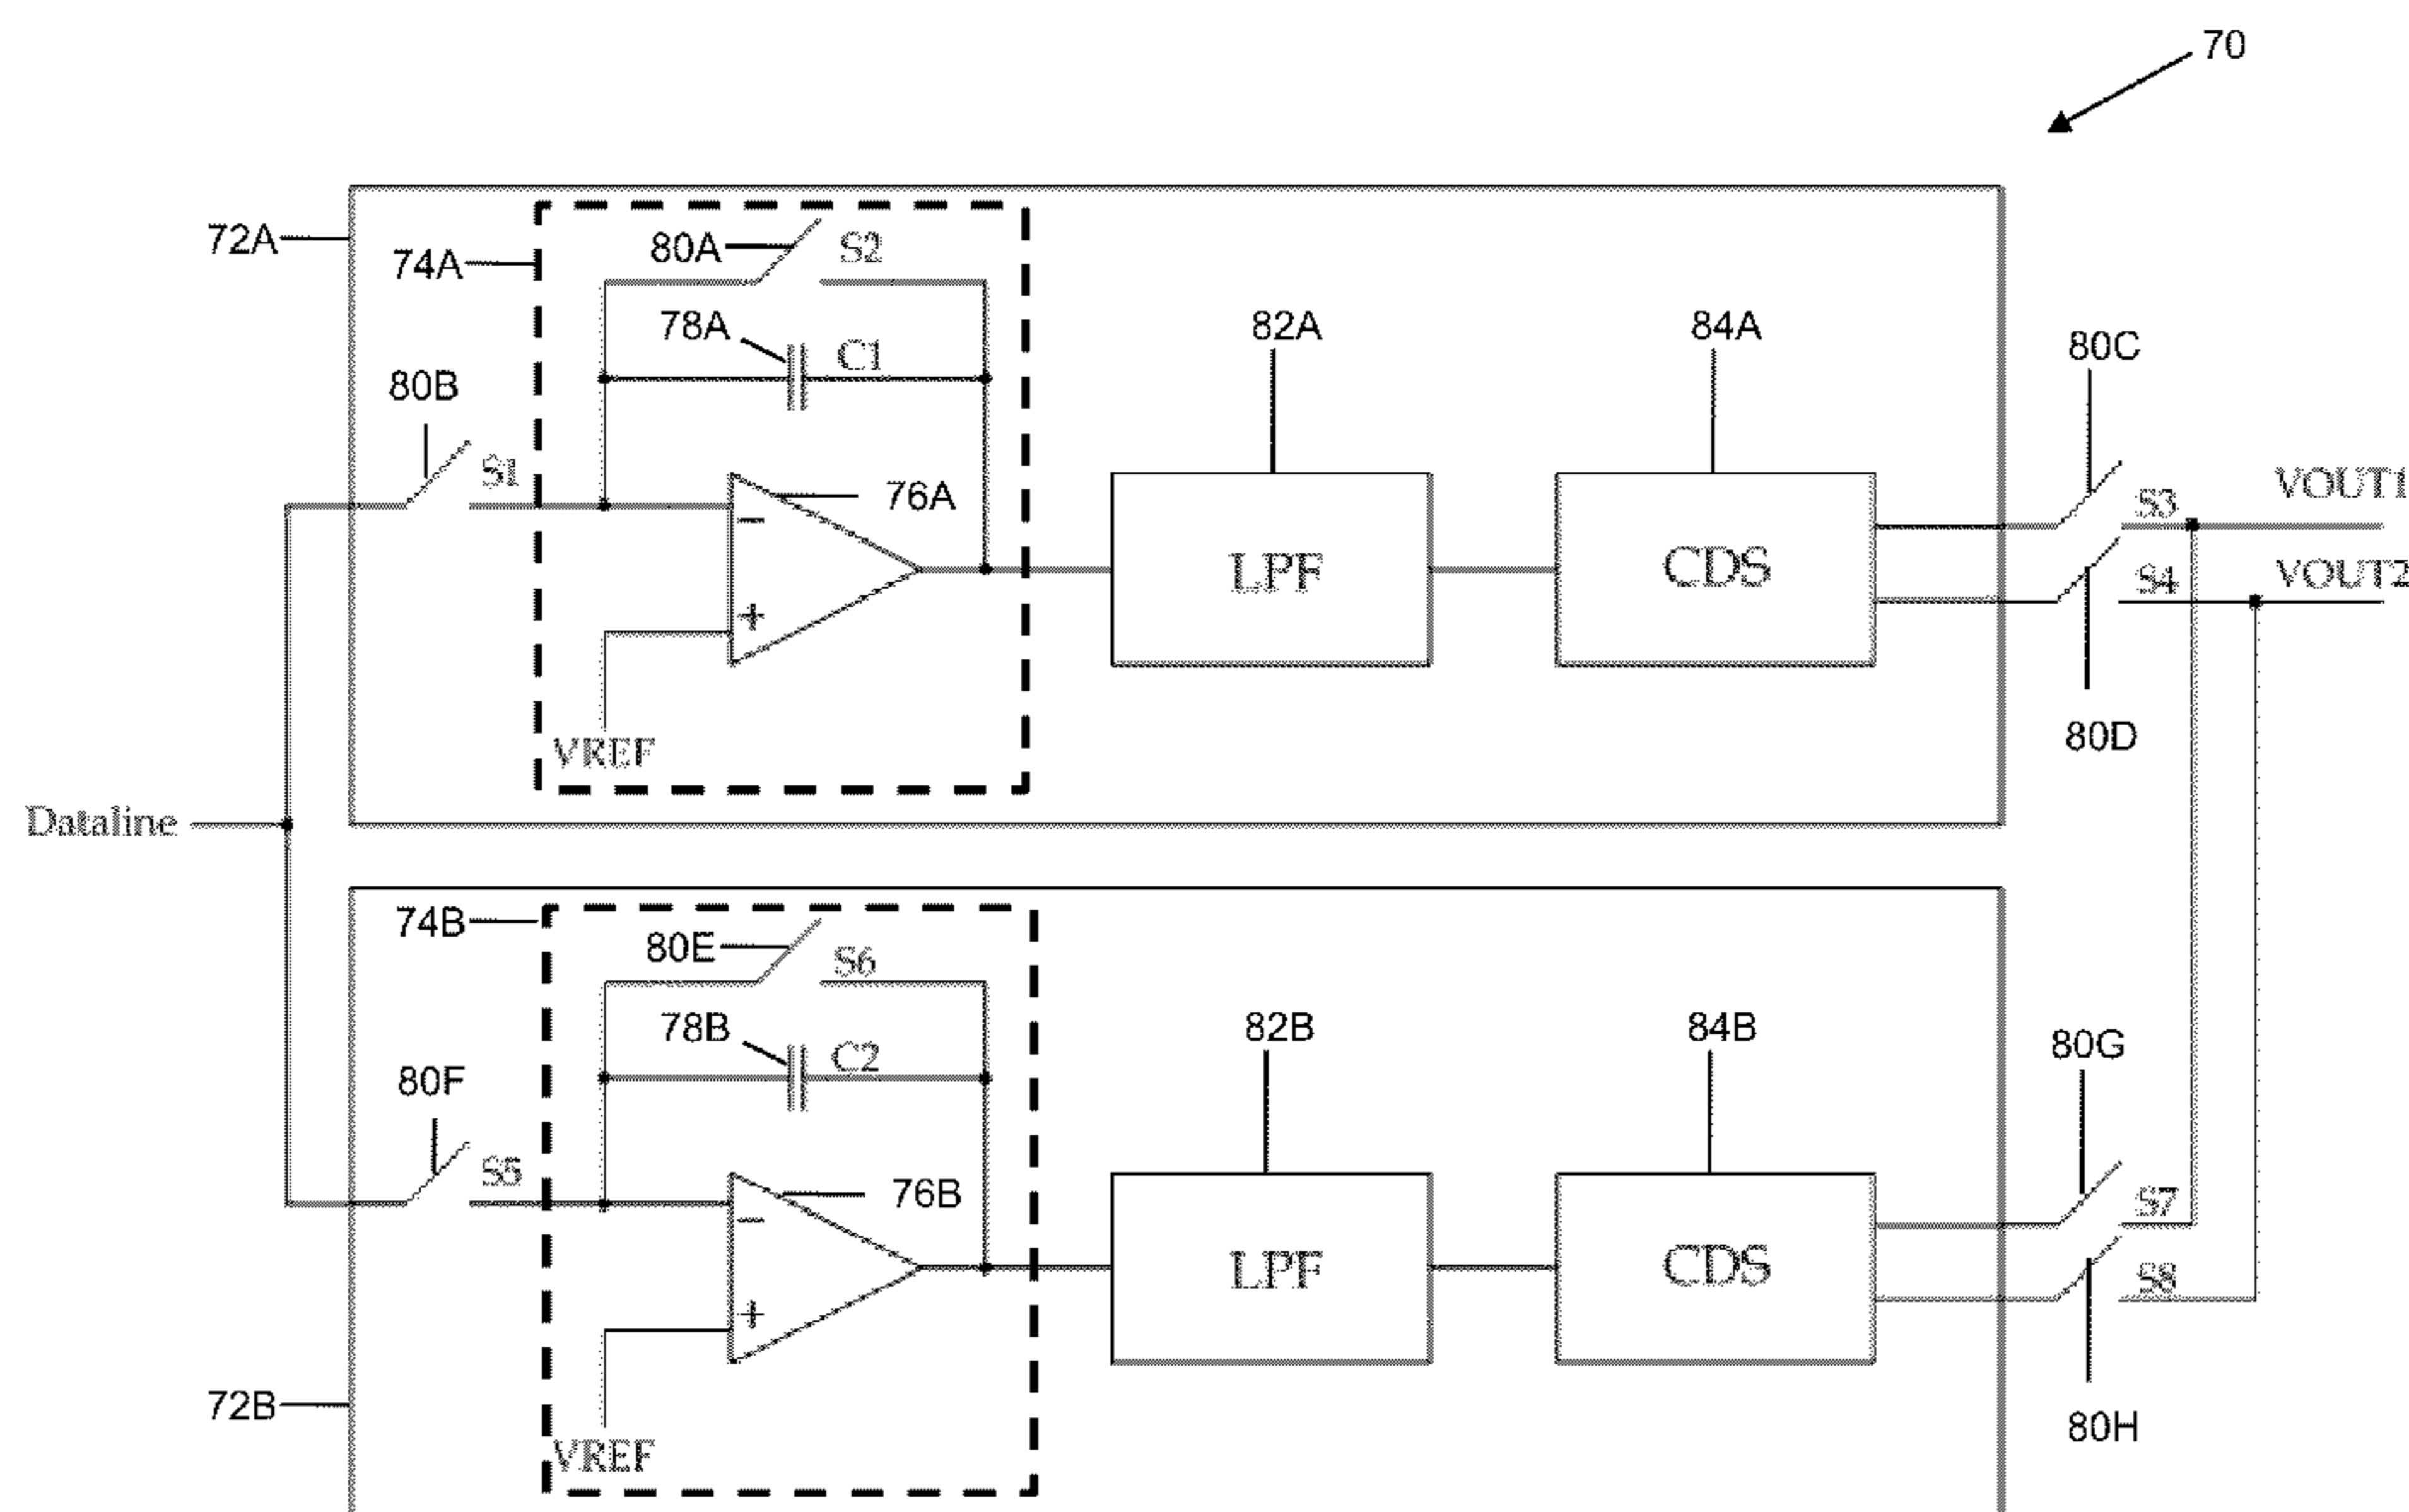 70
72A
74A
80A
S2
78A
C1
82A
84A
80C
80B
S1
76A
S3
VOUT1
LPF
CDS
S4
VOUT2
−
+
VREF
80D
Dataline
74B
80E
S6
78B
C2
82B
84B
80G
80F
S5
76B
S7
LPF
CDS
S8
−
+
72B
VREF
80H